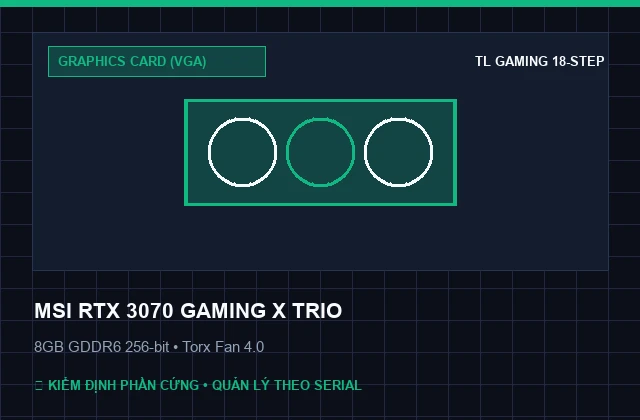 GRAPHICS CARD (VGA)
TL GAMING 18-STEP
MSI RTX 3070 GAMING X TRIO
8GB GDDR6 256-bit • Torx Fan 4.0
KIỂM ĐỊNH PHẦN CỨNG • QUẢN LÝ THEO SERIAL